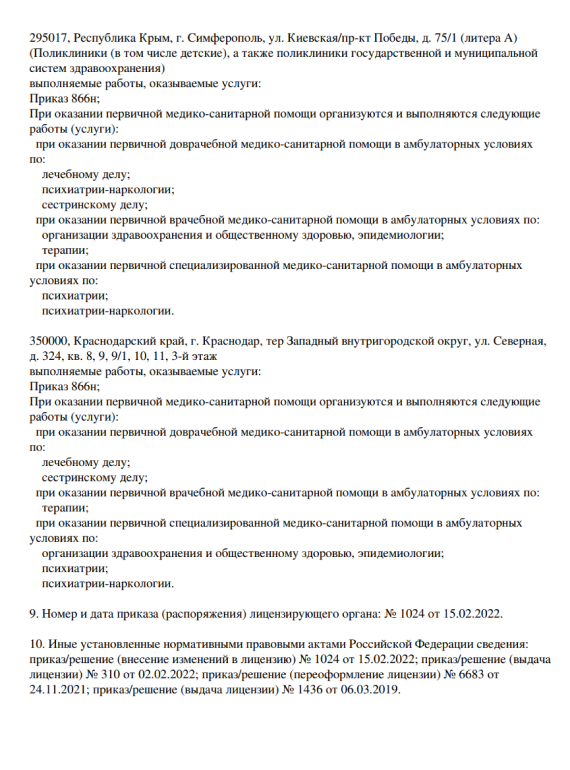 295017, Республика Крым, г. Симферополь, ул. Киевская/пр-кт Победы, д. 75/1 (литера А)
(Поликлиники (в том числе детские), а также поликлиники государственной и муниципальной
систем здравоохранения)
выполняемые работы, оказываемые услуги:
Приказ 866н;
При оказании первичной медико-санитарной помощи организуются и выполняются следующие
работы (услуги):
при оказании первичной доврачебной медико-санитарной помощи в амбулаторных условиях
по:
лечебному делу;
психиатрии-наркологии;
сестринскому делу;
при оказании первичной врачебной медико-санитарной помощи в амбулаторных условиях по:
организации здравоохранения и общественному здоровью, эпидемиологии;
терапии;
при оказании первичной специализированной медико-санитарной помощи в амбулаторных
условиях по:
психиатрии;
психиатрии-наркологии.
350000, Краснодарский край, г. Краснодар, тер Западный внутригородской округ, ул. Северная,
д. 324, кв. 8, 9, 9/1, 10, 11, 3-й этаж
выполняемые работы, оказываемые услуги:
Приказ 866н;
При оказании первичной медико-санитарной помощи организуются и выполняются следующие
работы (услуги):
при оказании первичной доврачебной медико-санитарной помощи в амбулаторных условиях
по:
лечебному делу;
сестринскому делу;
при оказании первичной врачебной медико-санитарной помощи в амбулаторных условиях по:
терапии;
при оказании первичной специализированной медико-санитарной помощи в амбулаторных
условиях по:
организации здравоохранения и общественному здоровью, эпидемиологии;
психиатрии;
психиатрии-наркологии.
9. Номер и дата приказа (распоряжения) лицензирующего органа: № 1024 от 15.02.2022.
10. Иные установленные нормативными правовыми актами Российской Федерации сведения:
приказ/решение (внесение изменений в лицензию) № 1024 от 15.02.2022; приказ/решение (выдача
лицензии) № 310 от 02.02.2022; приказ/решение (переоформление лицензии) № 6683 от
24.11.2021; приказ/решение (выдача лицензии) № 1436 от 06.03.2019.